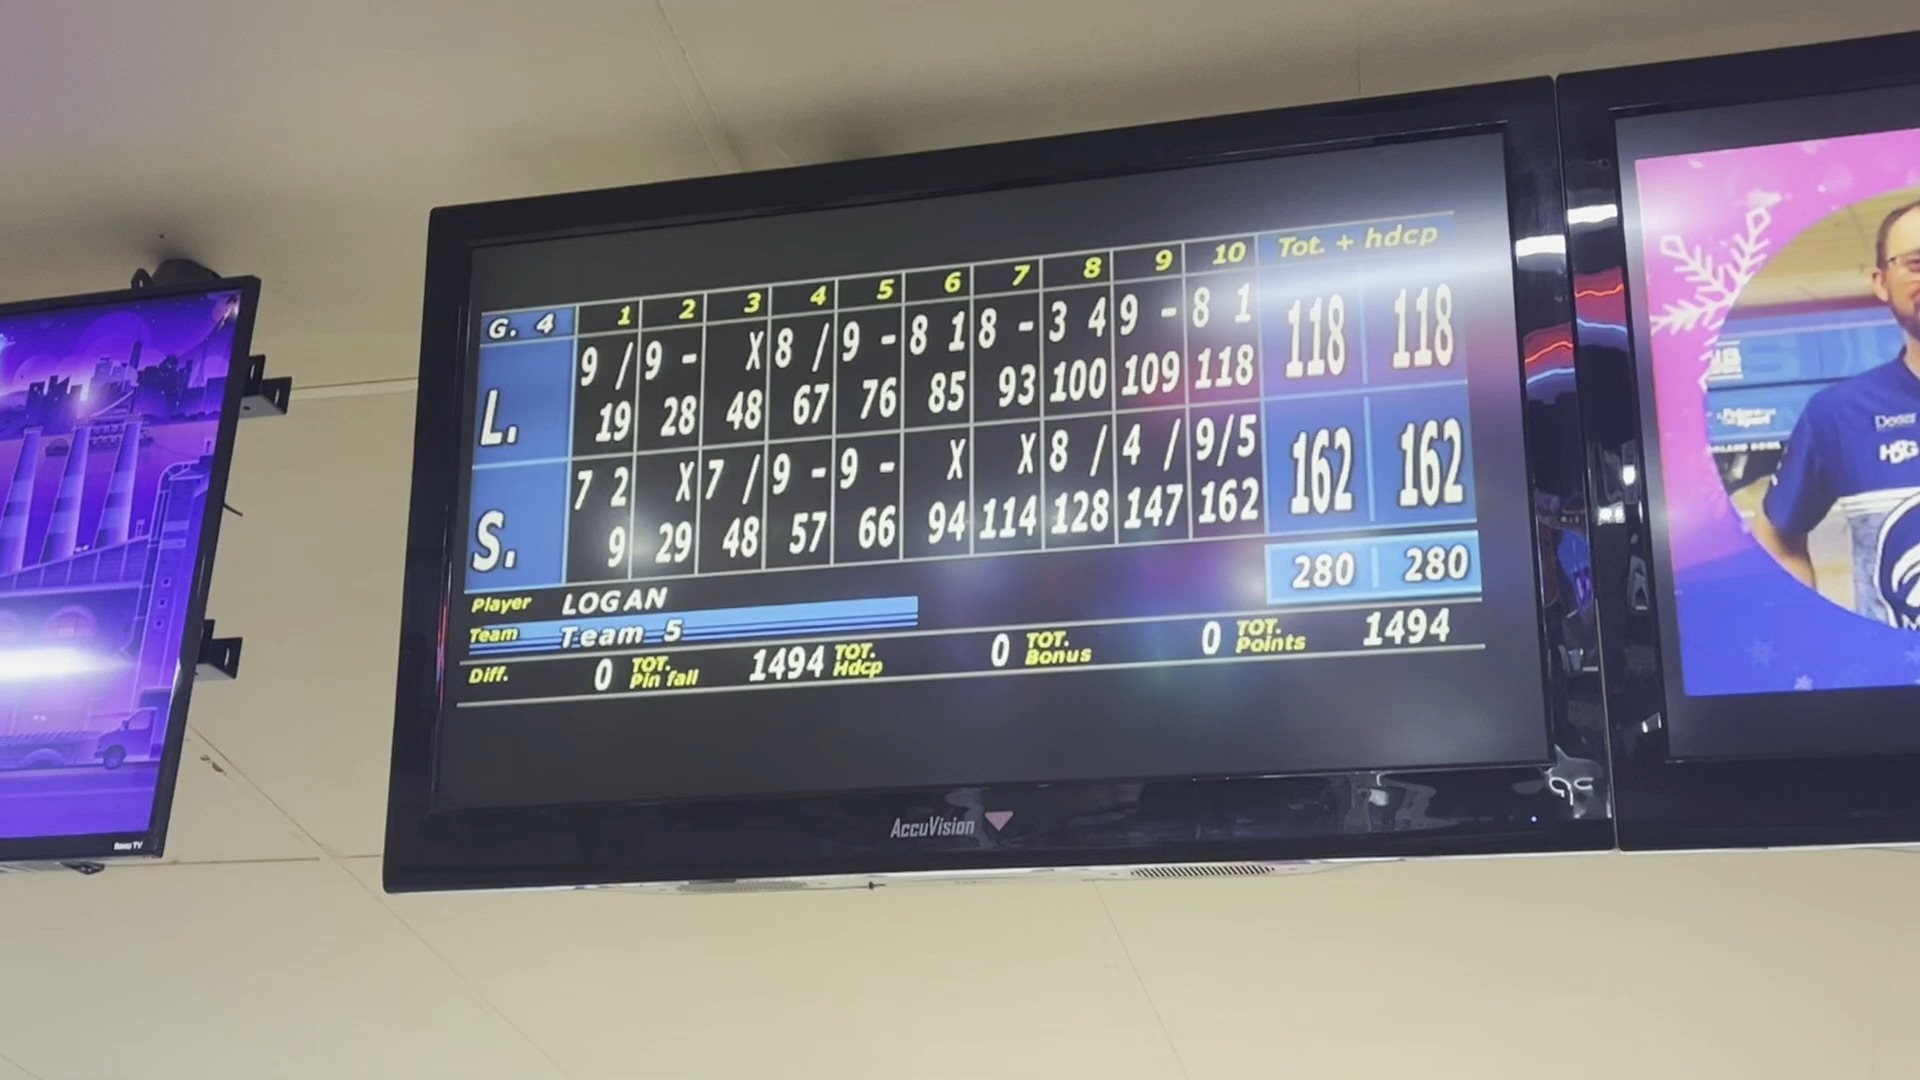 G. 4 1 2 3 4 5 6 7 8 9 10 Tot. + hdcp
L. 9 / 9 - X 8 / 9 - 8 1 8 - 3 4 9 - 8 1 118 118
19 28 48 67 76 85 93 100 109 118
S. 7 2 X 7 / 9 - 9 - X X 8 / 4 / 9/5 162 162
9 29 48 57 66 94 114 128 147 162
280 280
Player LOGAN
Team Team 5
Diff. 0 TOT. Pin fall 1494 TOT. Hdcp 0 TOT. Bonus 0 TOT. Points 1494
AccuVision
Roku TV